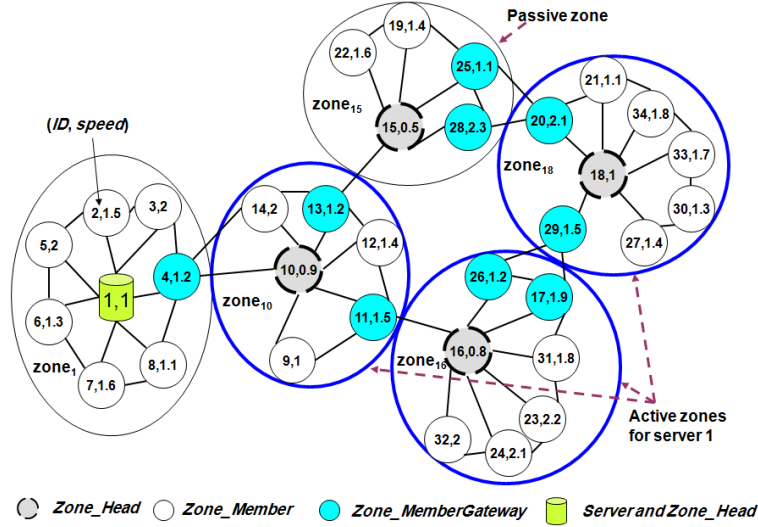 19,1.4
Passive zone
22,1.6
25,1.1
zone15
21,1.1
15,0.5
28,2.3
20,2.1
34,1.8
(ID, speed)
zone18
33,1.7
18,1
2,1.5
3,2
14,2
13,1.2
30,1.3
5,2
12,1.4
29,1.5
27,1.4
4,1.2
10,0.9
26,1.2
1,1
zone10
17,1.9
6,1.3
11,1.5
zone1
8,1.1
9,1
zone16
16,0.8
31,1.8
7,1.6
23,2.2
Active zones
for server 1
32,2
24,2.1
Zone_Head
Zone_Member
Zone_MemberGateway
Server and Zone_Head